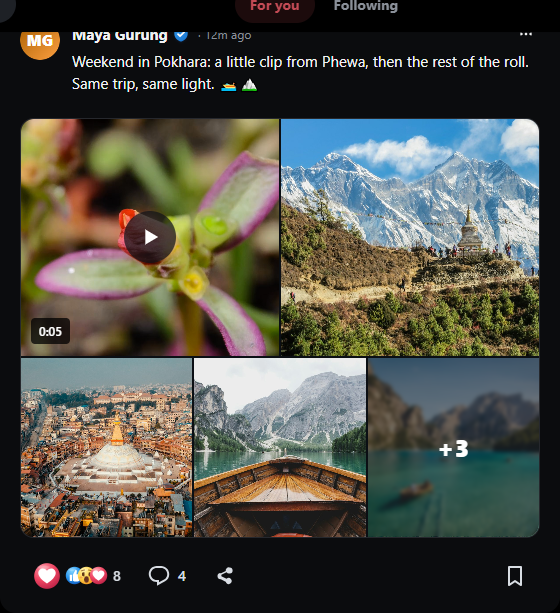 For you Following
MG Maya Gurung · 12m ago
Weekend in Pokhara: a little clip from Phewa, then the rest of the roll.
Same trip, same light. 🚤 🏔️
0:05
+3
8 4